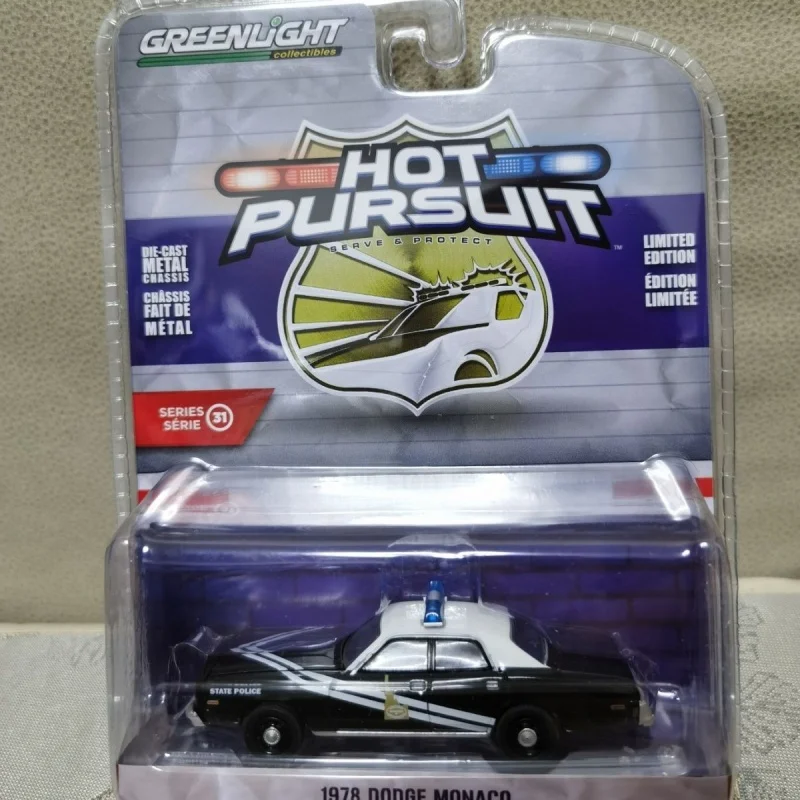 GREENLIGHT
collectibles
HOT
PURSUIT
SERVE & PROTECT
TM
DIE-CAST
METAL
CHASSIS
CHÂSSIS
FAIT DE
MÉTAL
LIMITED
EDITION
ÉDITION
LIMITÉE
SERIES
SÉRIE
31
STATE POLICE
1978 DODGE MONACO